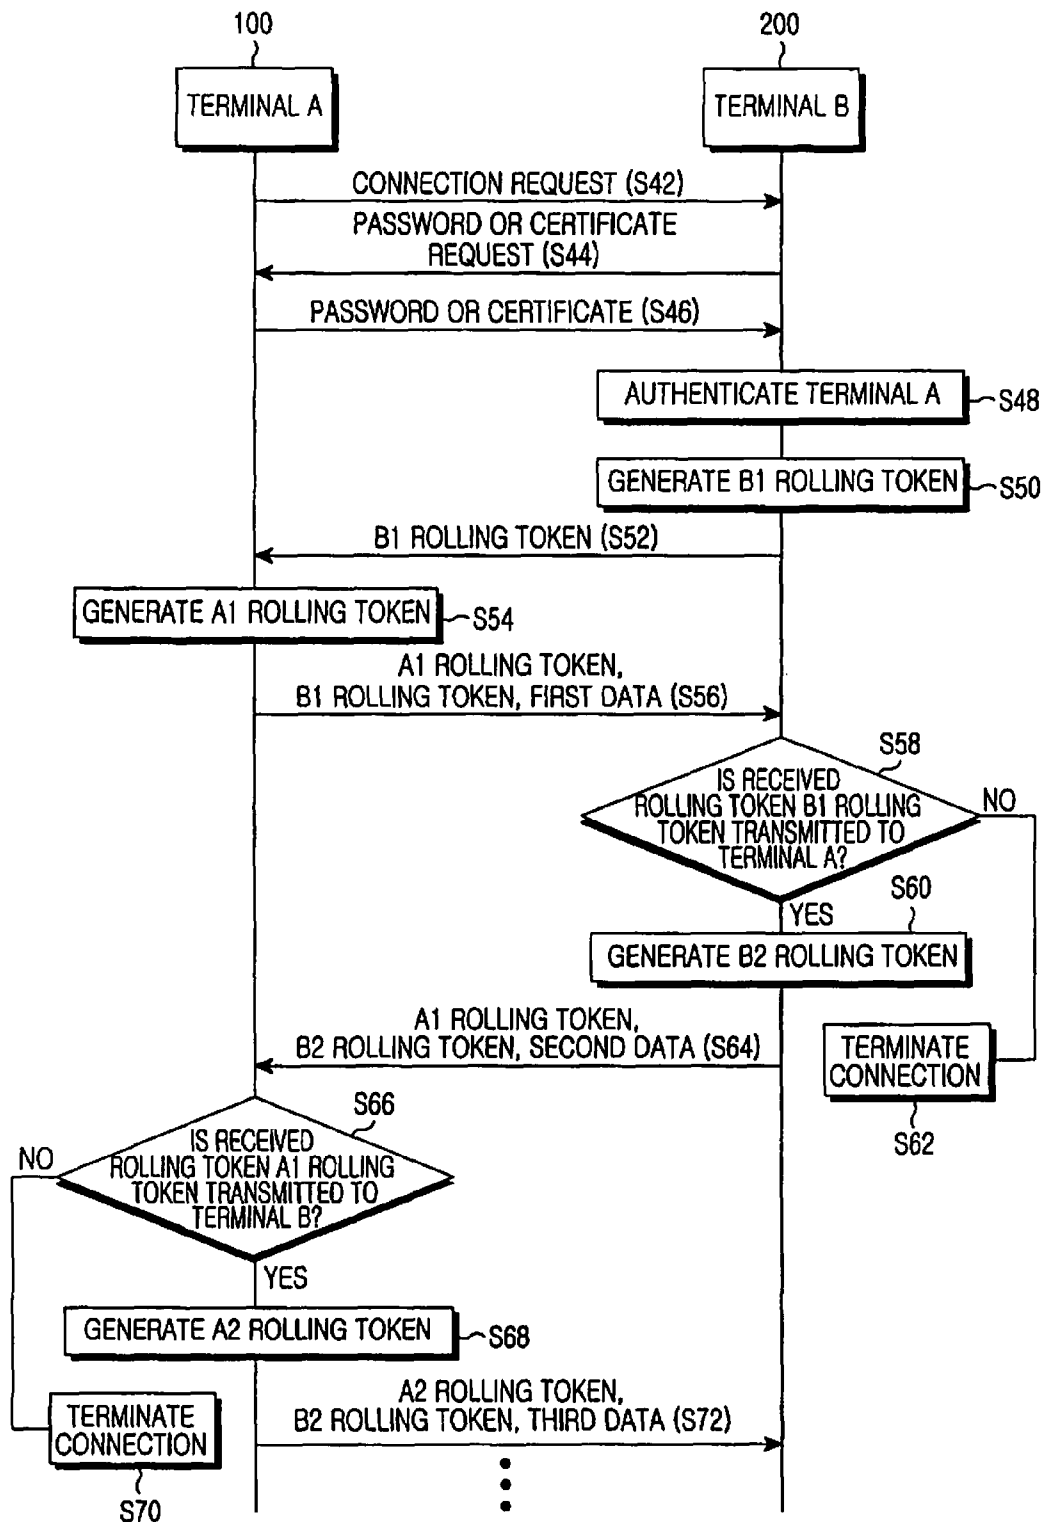 100
200
TERMINAL A
TERMINAL B
CONNECTION REQUEST (S42)
PASSWORD OR CERTIFICATE
REQUEST (S44)
PASSWORD OR CERTIFICATE (S46)
AUTHENTICATE TERMINAL A
S48
GENERATE B1 ROLLING TOKEN
S50
B1 ROLLING TOKEN (S52)
GENERATE A1 ROLLING TOKEN
S54
A1 ROLLING TOKEN,
B1 ROLLING TOKEN, FIRST DATA (S56)
S58
IS RECEIVED
ROLLING TOKEN B1 ROLLING
TOKEN TRANSMITTED TO
TERMINAL A?
NO
YES
S60
GENERATE B2 ROLLING TOKEN
A1 ROLLING TOKEN,
B2 ROLLING TOKEN, SECOND DATA (S64)
TERMINATE
CONNECTION
S62
S66
IS RECEIVED
ROLLING TOKEN A1 ROLLING
TOKEN TRANSMITTED TO
TERMINAL B?
NO
YES
GENERATE A2 ROLLING TOKEN
S68
A2 ROLLING TOKEN,
B2 ROLLING TOKEN, THIRD DATA (S72)
TERMINATE
CONNECTION
S70